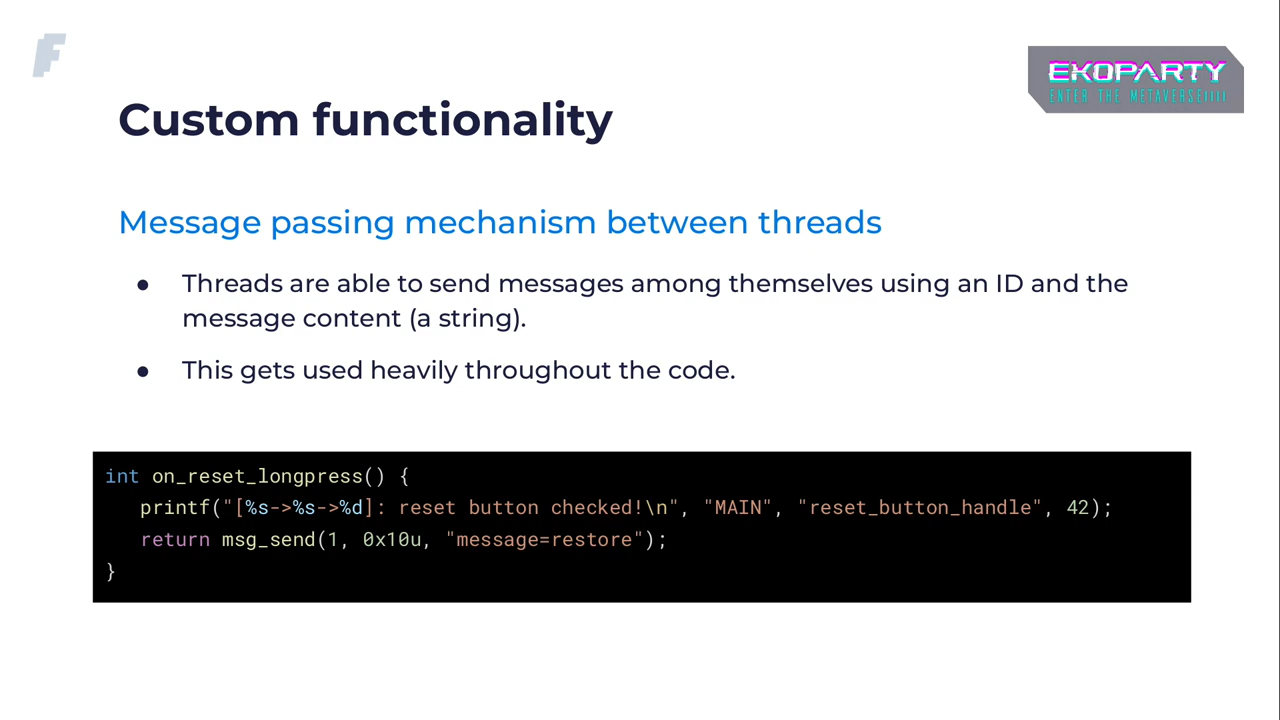 F
EKOPARTY
ENTER THE METAVERSE
Custom functionality
Message passing mechanism between threads
● Threads are able to send messages among themselves using an ID and the
message content (a string).
● This gets used heavily throughout the code.
int on_reset_longpress() {
   printf("[%s->%s->%d]: reset button checked!\n", "MAIN", "reset_button_handle", 42);
   return msg_send(1, 0x10u, "message=restore");
}